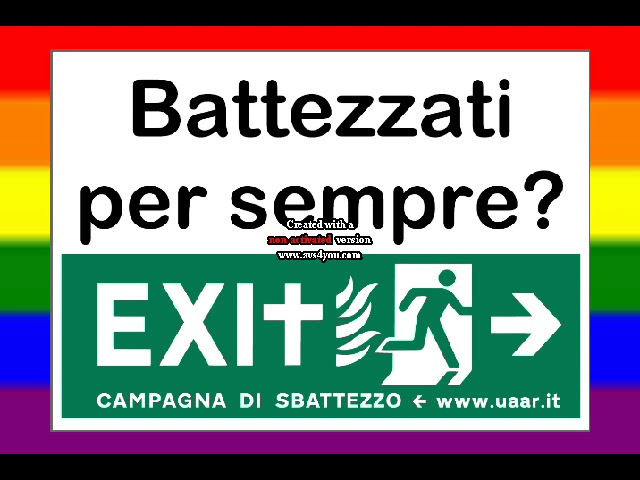 Battezzati
per sempre?
Created with a
non-activated version
www.avs4you.com
EXIT
CAMPAGNA DI SBATTEZZO ← www.uaar.it